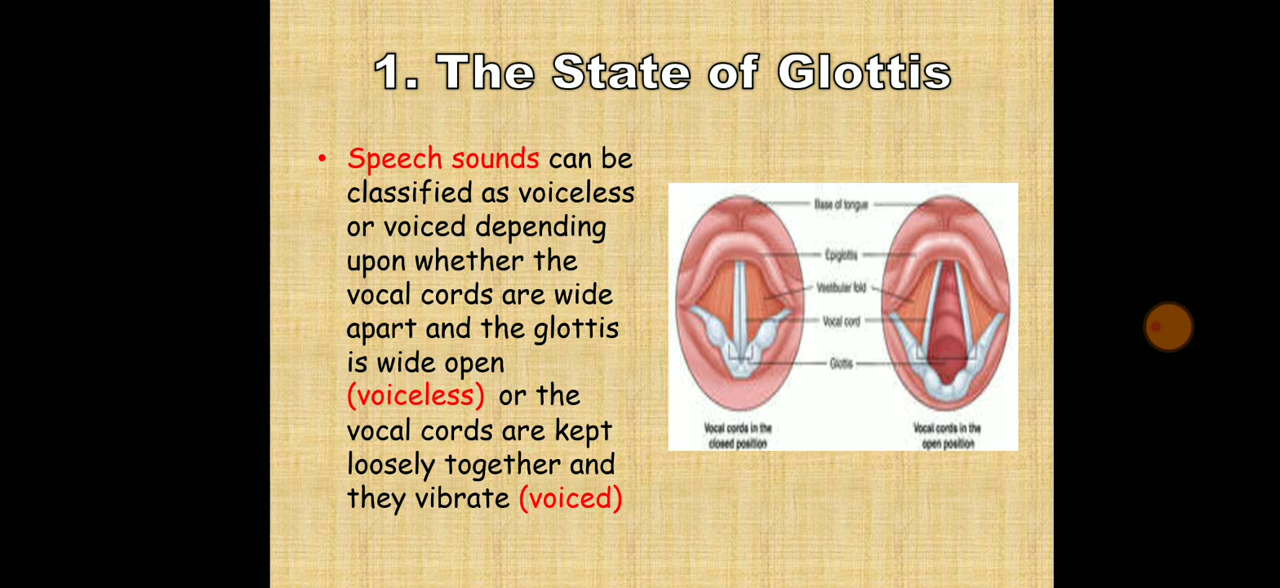 1. The State of Glottis
• Speech sounds can be
classified as voiceless
or voiced depending
upon whether the
vocal cords are wide
apart and the glottis
is wide open
(voiceless) or the
vocal cords are kept
loosely together and
they vibrate (voiced)
Base of tongue
Epiglottis
Vestibular fold
Vocal cord
Glottis
Vocal cords in the
closed position
Vocal cords in the
open position